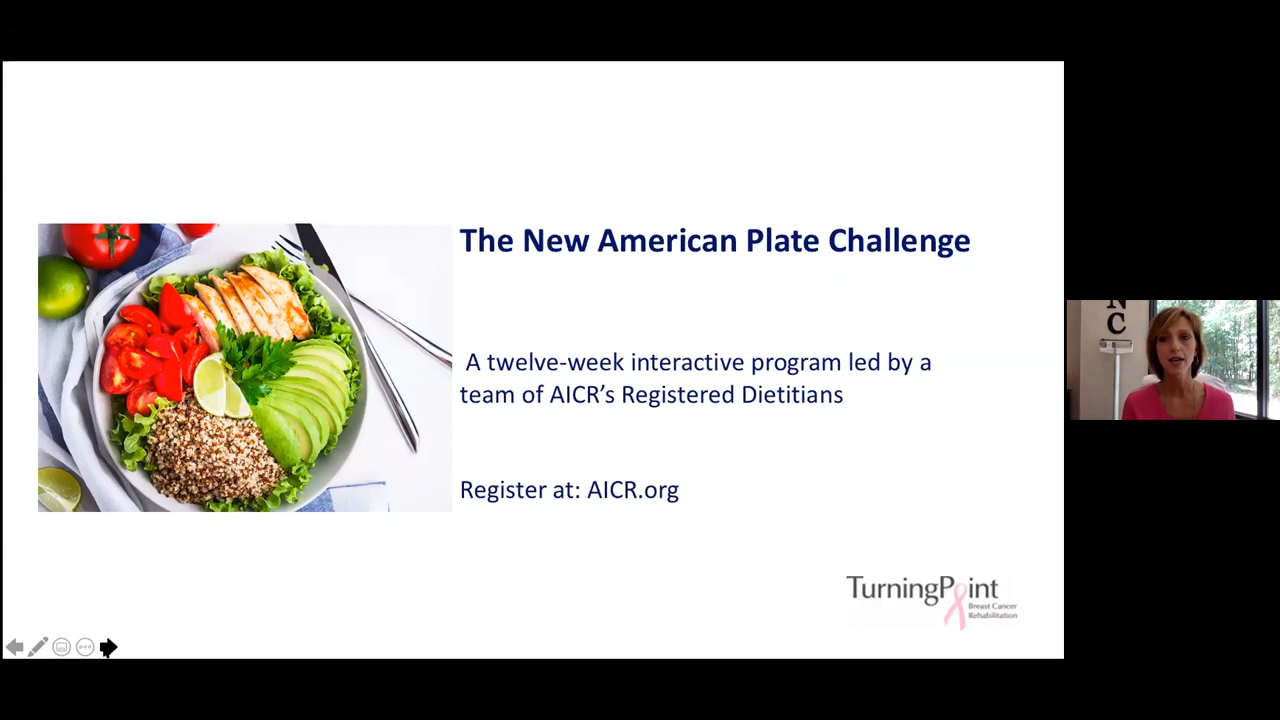 The New American Plate Challenge
A twelve-week interactive program led by a
team of AICR’s Registered Dietitians
Register at: AICR.org
TurningPoint
Breast Cancer
Rehabilitation
N
C